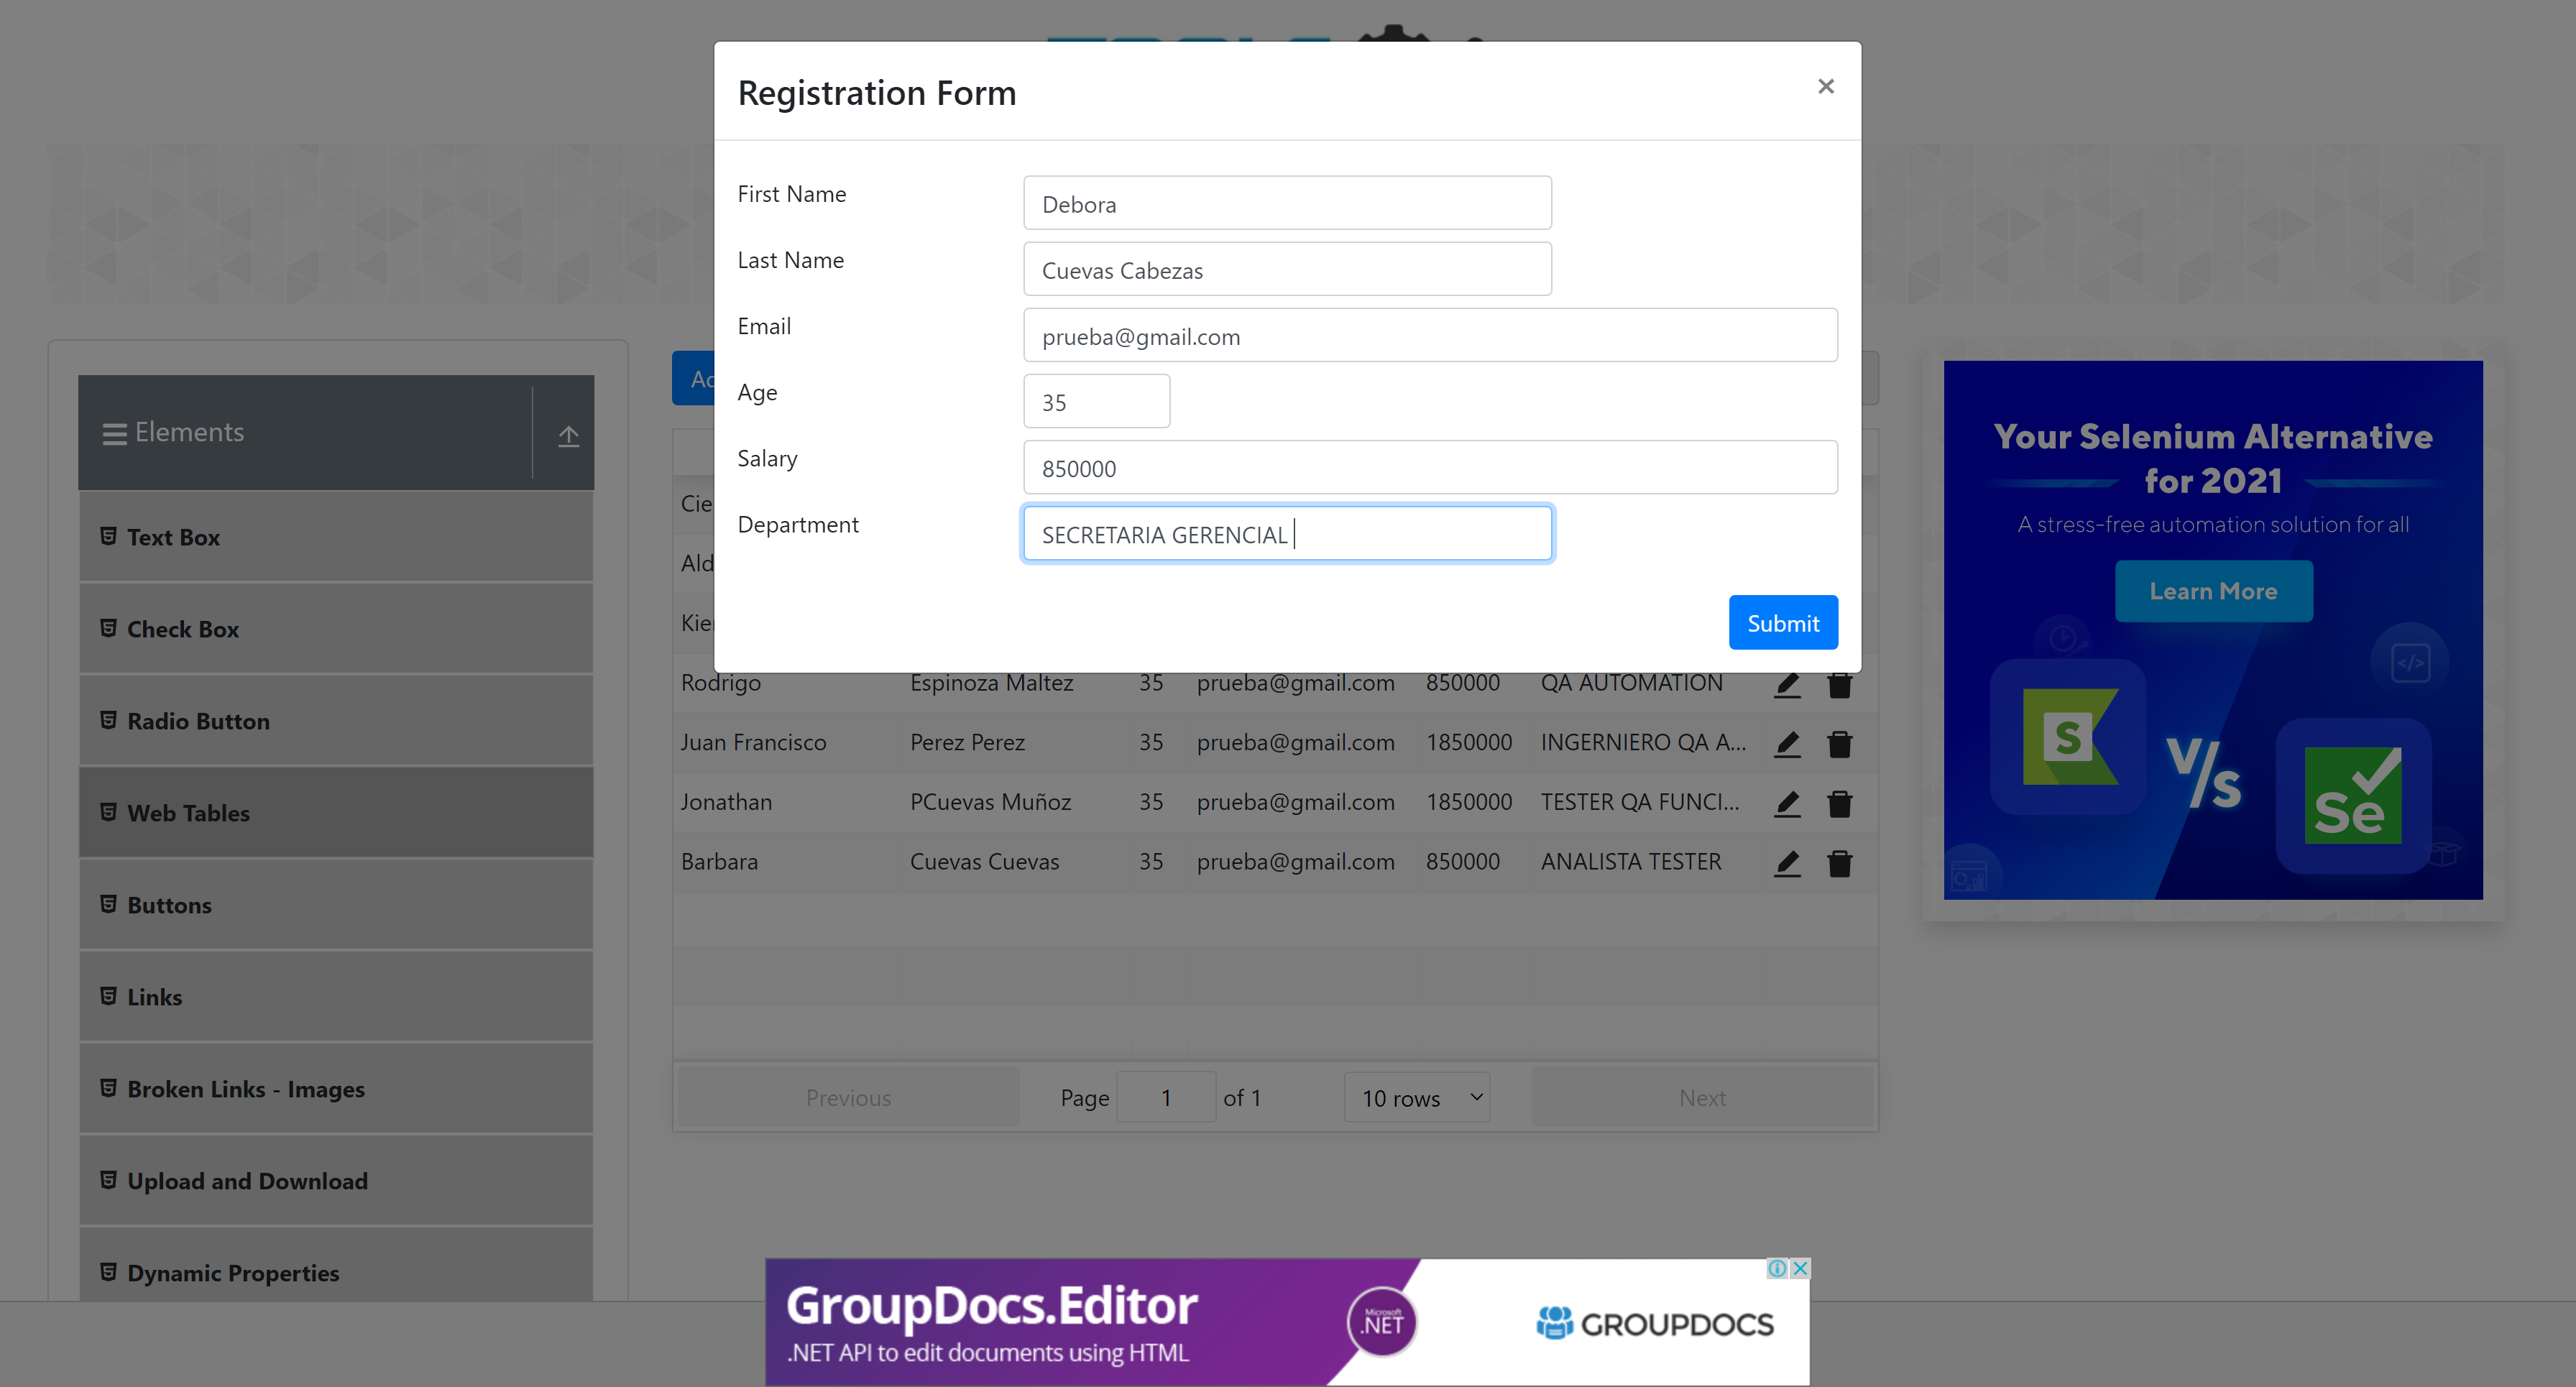 Registration Form
×
First Name
Debora
Last Name
Cuevas Cabezas
Email
prueba@gmail.com
Age
35
Salary
850000
Department
SECRETARIA GERENCIAL
Submit
Elements
Text Box
Check Box
Radio Button
Web Tables
Buttons
Links
Broken Links - Images
Upload and Download
Dynamic Properties
Rodrigo Espinoza Maltez 35 prueba@gmail.com 850000 QA AUTOMATION
Juan Francisco Perez Perez 35 prueba@gmail.com 1850000 INGERNIERO QA A...
Jonathan PCuevas Muñoz 35 prueba@gmail.com 1850000 TESTER QA FUNCI...
Barbara Cuevas Cuevas 35 prueba@gmail.com 850000 ANALISTA TESTER
Previous Page 1 of 1 10 rows Next
Your Selenium Alternative
for 2021
A stress-free automation solution for all
Learn More
S
V/S
Se
GroupDocs.Editor
.NET API to edit documents using HTML
Microsoft
.NET
GROUPDOCS